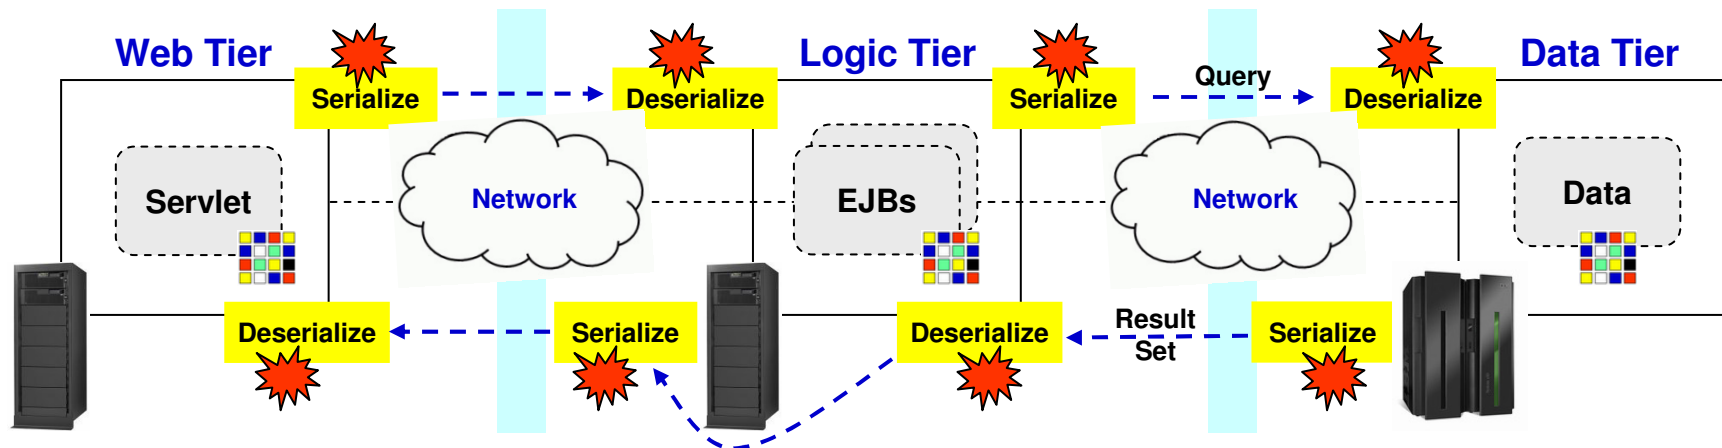 Web Tier
Logic Tier
Data Tier
Serialize
Deserialize
Serialize
Query
Deserialize
Servlet
Network
EJBs
Network
Data
Deserialize
Serialize
Deserialize
Result
Set
Serialize